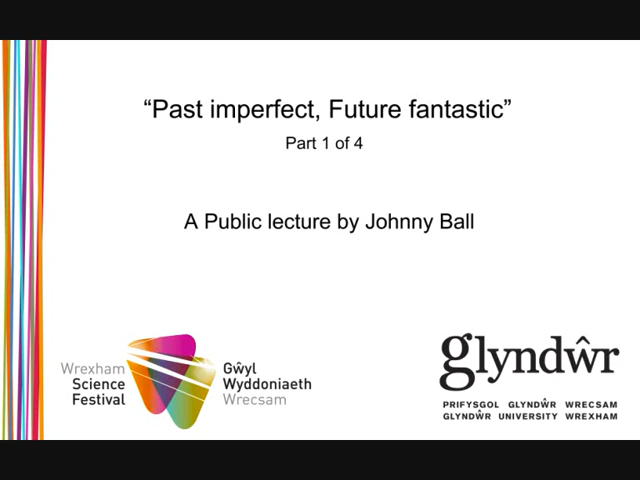 “Past imperfect, Future fantastic”
Part 1 of 4
A Public lecture by Johnny Ball
Wrexham
Science
Festival
Gŵyl
Wyddoniaeth
Wrecsam
glyndŵr
PRIFYSGOL GLYNDŴR WRECSAM
GLYNDŴR UNIVERSITY WREXHAM